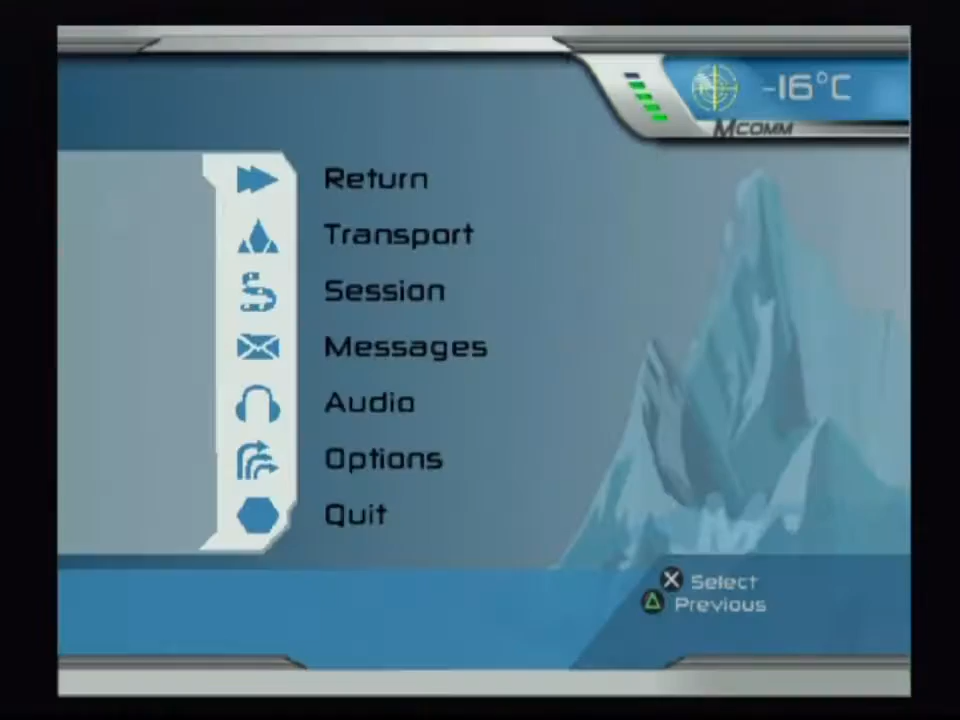 -16°C
MCOMM
Return
Transport
Session
Messages
Audio
Options
Quit
Select
Previous